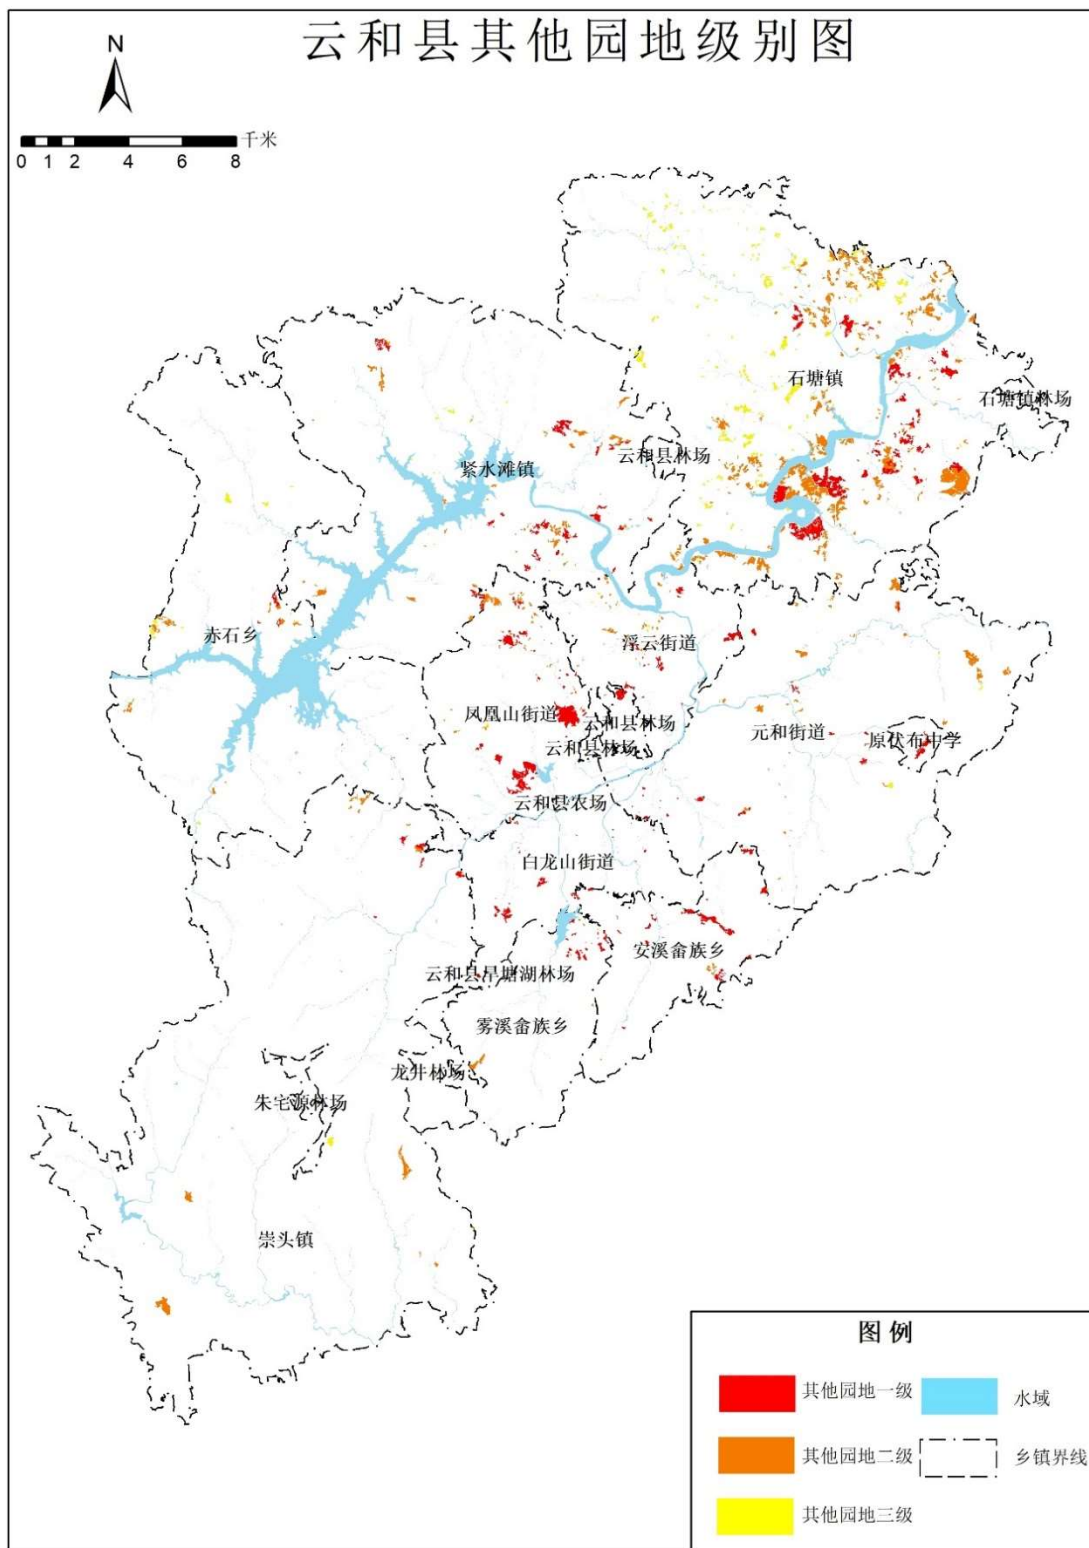 云和县其他园地级别图
N
千米
0 1 2 4 6 8
石塘镇
石塘镇林场
云和县林场
紧水滩镇
赤石乡
浮云街道
凤凰山街道
云和县林场
元和街道
原伏布中学
云和县林场
云和县农场
白龙山街道
安溪畲族乡
云和县旱塘湖林场
雾溪畲族乡
龙井林场
朱宅源林场
崇头镇
图例
其他园地一级
水域
其他园地二级
乡镇界线
其他园地三级